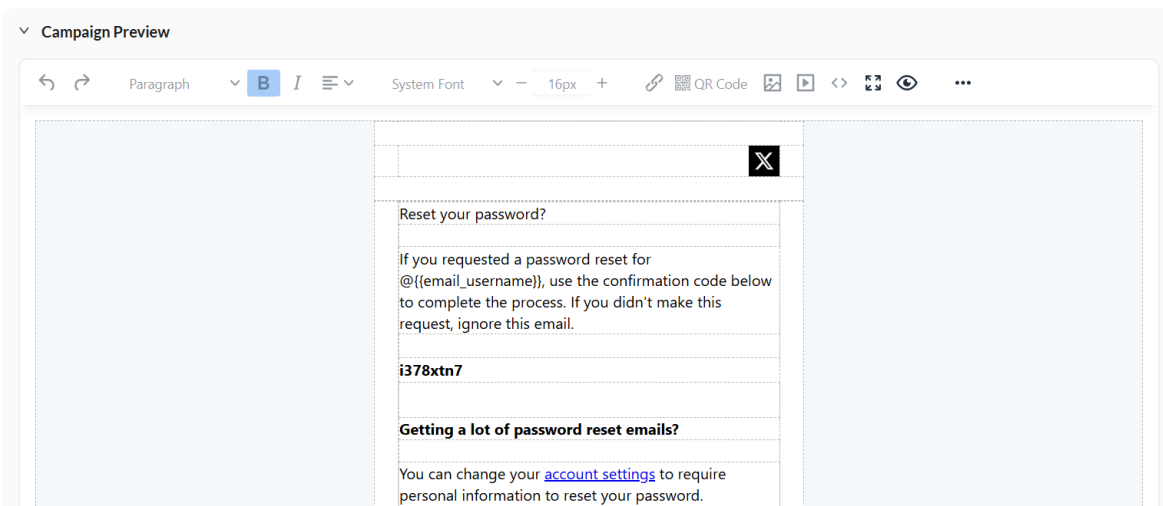 Campaign Preview
Paragraph B I System Font 16px QR Code
Reset your password?
If you requested a password reset for
@{{email_username}}, use the confirmation code below
to complete the process. If you didn't make this
request, ignore this email.
i378xtn7
Getting a lot of password reset emails?
You can change your account settings to require
personal information to reset your password.